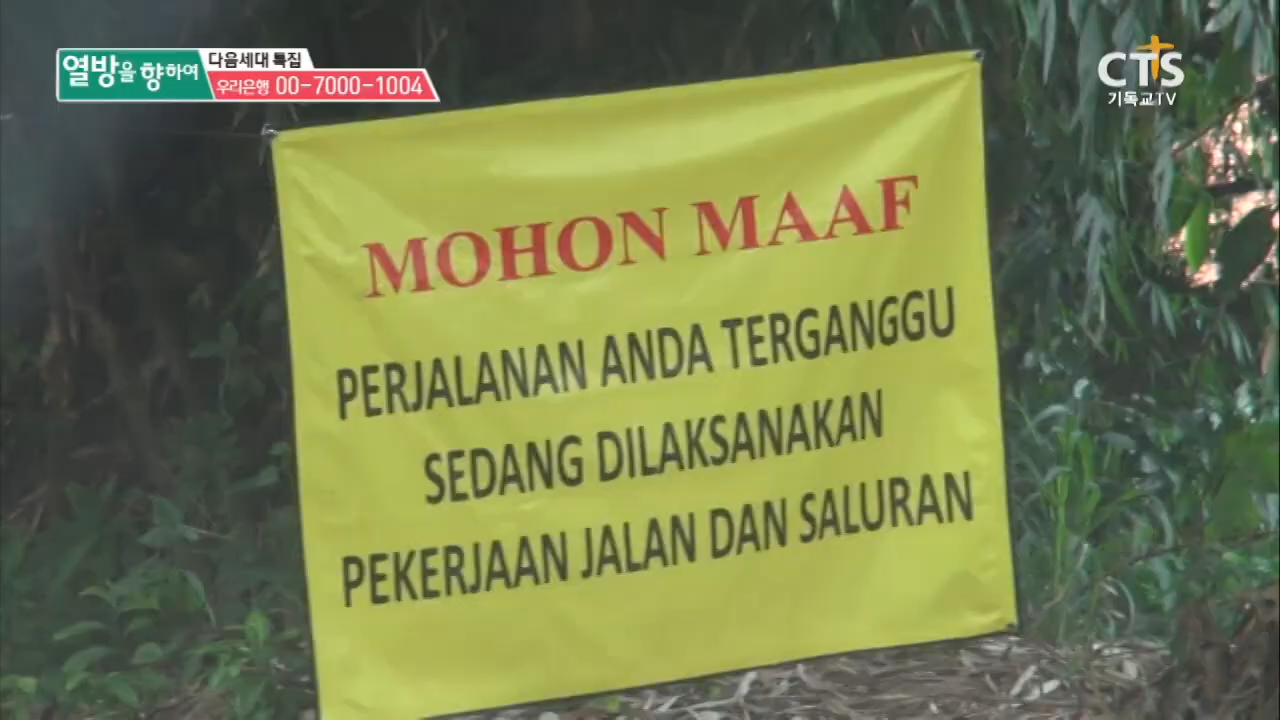 열방을 향하여
다음세대 특집
우리은행 00-7000-1004
CTS
기독교TV
MOHON MAAF
PERJALANAN ANDA TERGANGGU
SEDANG DILAKSANAKAN
PEKERJAAN JALAN DAN SALURAN